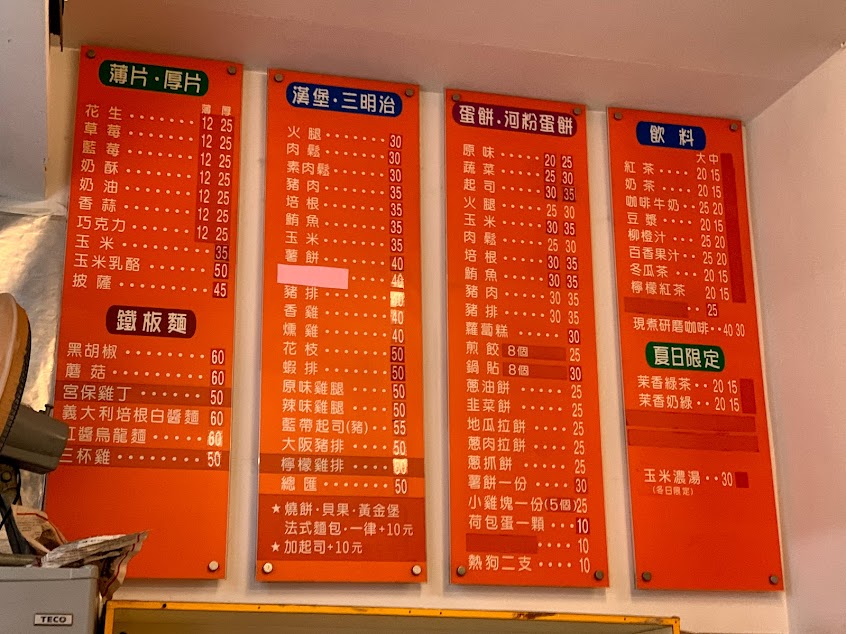 薄片·厚片
薄 厚
花生 12 25
草莓 12 25
藍莓 12 25
奶酥 12 25
奶油 12 25
香蒜 12 25
巧克力 12 25
玉米 35
玉米乳酪 50
披薩 45
鐵板麵
黑胡椒 60
蘑菇 60
宮保雞丁 50
義大利培根白醬麵 60
紅醬烏龍麵 60
三杯雞 50
漢堡·三明治
火腿 30
肉鬆 30
素肉鬆 30
豬肉 35
培根 35
鮪魚 35
玉米 35
薯餅 40
40
豬排
香雞 40
燻雞 40
花枝 50
蝦排 50
原味雞腿 50
辣味雞腿 50
藍帶起司(豬) 55
大阪豬排 50
檸檬雞排
總匯 50
★燒餅·貝果·黃金堡
法式麵包·一律+10元
★加起司+10元
蛋餅·河粉蛋餅
原味 20 25
蔬菜 25 30
起司 30 35
火腿 25 30
玉米 30 35
肉鬆 25 30
培根 30 35
鮪魚 30 35
豬肉 30 35
豬排 30 35
蘿蔔糕 30
煎餃 8個 25
鍋貼 8個 30
蔥油餅 25
韭菜餅 25
地瓜拉餅 25
蔥肉拉餅 25
蔥抓餅 25
薯餅一份 30
小雞塊一份(5個) 25
荷包蛋一顆 10
10
熱狗二支 10
飲料
大 中
紅茶 20 15
奶茶 20 15
咖啡牛奶 25 20
豆漿 20 15
柳橙汁 25 20
百香果汁 25 20
冬瓜茶 20 15
檸檬紅茶 20 15
25
現煮研磨咖啡 40 30
夏日限定
茉香綠茶 20 15
茉香奶綠 20 15
玉米濃湯 30
(冬日限定)
TECO